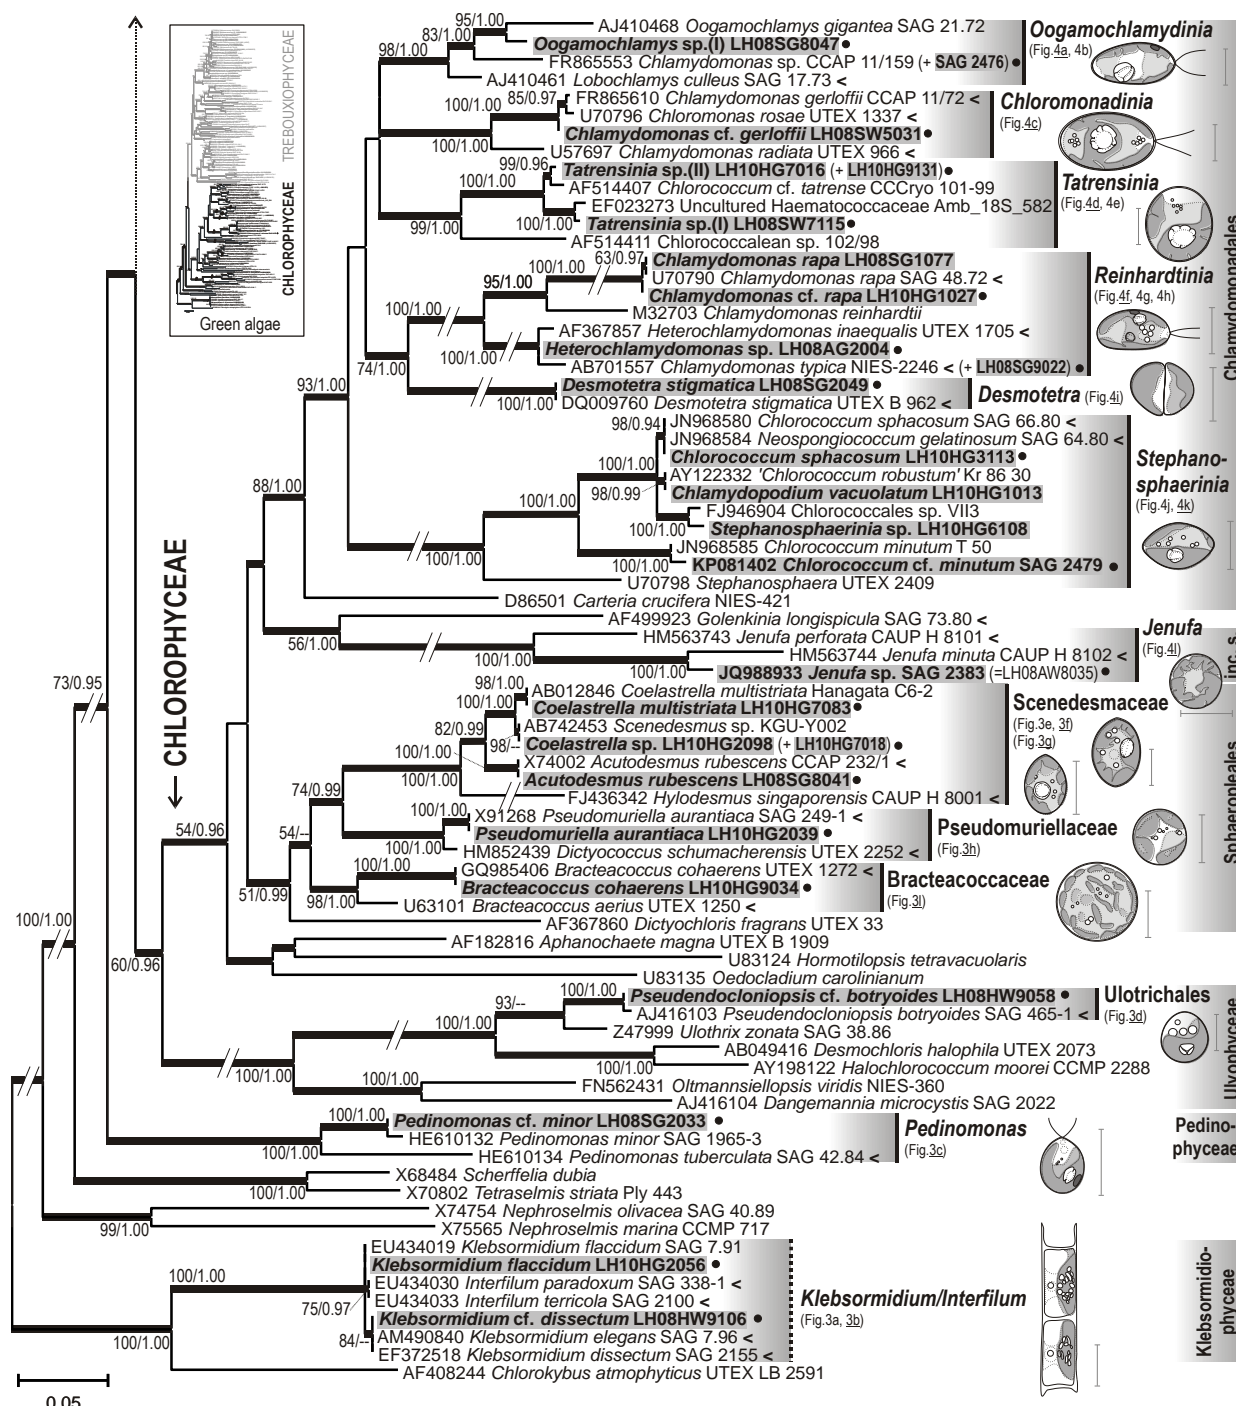 95/1.00
AJ410468 Oogamochlamys gigantea SAG 21.72
83/1.00
Oogamochlamys sp.(I) LH08SG8047 ●
98/1.00
FR865553 Chlamydomonas sp. CCAP 11/159 (+ SAG 2476) ●
AJ410461 Lobochlamys culleus SAG 17.73 <
Oogamochlydinia
(Fig.4a, 4b)
85/0.97
FR865610 Chlamydomonas gerloffii CCAP 11/72 <
100/1.00
U70796 Chloromonas rosae UTEX 1337 <
Chlamydomonas cf. gerloffii LH08SW5031 ●
100/1.00
U57697 Chlamydomonas radiata UTEX 966 <
Chloromonadinia
(Fig.4c)
99/0.96
Tatrensinia sp.(II) LH10HG7016 (+ LH10HG9131) ●
100/1.00
AF514407 Chlorococcum cf. tatrense CCCryo 101-99
EF023273 Uncultured Haematococcaceae Amb_18S_582
100/1.00
Tatrensinia sp.(I) LH08SW7115 ●
99/1.00
AF514411 Chlorococcalean sp. 102/98
Tatrensinia
(Fig.4d, 4e)
63/0.97
Chlamydomonas rapa LH08SG1077
100/1.00
U70790 Chlamydomonas rapa SAG 48.72 <
95/1.00
Chlamydomonas cf. rapa LH10HG1027 ●
100/1.00
M32703 Chlamydomonas reinhardtii
AF367857 Heterochlamydomonas inaequalis UTEX 1705 <
Heterochlamydomonas sp. LH08AG2004 ●
100/1.00
AB701557 Chlamydomonas typica NIES-2246 < (+ LH08SG9022) ●
74/1.00
Reinhardtinia
(Fig.4f, 4g, 4h)
Desmotetra stigmatica LH08SG2049 ●
100/1.00
DQ009760 Desmotetra stigmatica UTEX B 962 <
Desmotetra (Fig.4i)
93/1.00
98/0.94
JN968580 Chlorococcum sphacosum SAG 66.80 <
JN968584 Neospongiococcum gelatinosum SAG 64.80 <
Chlorococcum sphacosum LH10HG3113 ●
100/1.00
AY122332 'Chlorococcum robustum' Kr 86 30
98/0.99
Chlamydopodium vacuolatum LH10HG1013
100/1.00
FJ946904 Chlorococcales sp. VII3
100/1.00
Stephanosphaerinia sp. LH10HG6108
JN968585 Chlorococcum minutum T 50
100/1.00
KP081402 Chlorococcum cf. minutum SAG 2479 ●
100/1.00
U70798 Stephanosphaera UTEX 2409
Stephano-
sphaerinia
(Fig.4j, 4k)
88/1.00
D86501 Carteria crucifera NIES-421
Chlamydomonadales
AF499923 Golenkinia longispicula SAG 73.80 <
56/1.00
HM563743 Jenufa perforata CAUP H 8101 <
100/1.00
HM563744 Jenufa minuta CAUP H 8102 <
100/1.00
JQ988933 Jenufa sp. SAG 2383 (=LH08AW8035) ●
Jenufa
(Fig.4l)
inc. s.
73/0.95
CHLOROPHYCEAE
98/1.00
AB012846 Coelastrella multistriata Hanagata C6-2
100/1.00
Coelastrella multistriata LH10HG7083 ●
82/0.99
AB742453 Scenedesmus sp. KGU-Y002
98/--
Coelastrella sp. LH10HG2098 (+ LH10HG7018) ●
100/1.00
X74002 Acutodesmus rubescens CCAP 232/1 <
100/1.00
Acutodesmus rubescens LH08SG8041 ●
FJ436342 Hylodesmus singaporensis CAUP H 8001 <
Scenedesmaceae
(Fig.3e, 3f)
(Fig.3g)
74/0.99
100/1.00
X91268 Pseudomuriella aurantiaca SAG 249-1 <
Pseudomuriella aurantiaca LH10HG2039 ●
100/1.00
HM852439 Dictyococcus schumacherensis UTEX 2252 <
Pseudomuriellaceae
(Fig.3h)
54/0.96
54/--
100/1.00
GQ985406 Bracteacoccus cohaerens UTEX 1272 <
Bracteacoccus cohaerens LH10HG9034 ●
98/1.00
U63101 Bracteacoccus aerius UTEX 1250 <
Bracteacoccaceae
(Fig.3l)
51/0.99
AF367860 Dictyochloris fragrans UTEX 33
Sphaeropleales
AF182816 Aphanochaete magna UTEX B 1909
U83124 Hormotilopsis tetravacuolaris
U83135 Oedocladium carolinianum
100/1.00
60/0.96
100/1.00
Pseudendocloniopsis cf. botryoides LH08HW9058 ●
93/--
AJ416103 Pseudendocloniopsis botryoides SAG 465-1 <
100/1.00
Z47999 Ulothrix zonata SAG 38.86
AB049416 Desmochloris halophila UTEX 2073
100/1.00
AY198122 Halochlorococcum moorei CCMP 2288
100/1.00
100/1.00
FN562431 Oltmannsiellopsis viridis NIES-360
AJ416104 Dangemannia microcystis SAG 2022
Ulotrichales
(Fig.3d)
Ulvophyceae
100/1.00
Pedinomonas cf. minor LH08SG2033 ●
HE610132 Pedinomonas minor SAG 1965-3
100/1.00
HE610134 Pedinomonas tuberculata SAG 42.84 <
Pedinomonas
(Fig.3c)
Pedino-
phyceae
X68484 Scherffelia dubia
100/1.00
X70802 Tetraselmis striata Ply 443
X74754 Nephroselmis olivacea SAG 40.89
99/1.00
X75565 Nephroselmis marina CCMP 717
EU434019 Klebsormidium flaccidum SAG 7.91
Klebsormidium flaccidum LH10HG2056 ●
100/1.00
EU434030 Interfilum paradoxum SAG 338-1 <
75/0.97
EU434033 Interfilum terricola SAG 2100 <
Klebsormidium cf. dissectum LH08HW9106 ●
84/--
AM490840 Klebsormidium elegans SAG 7.96 <
EF372518 Klebsormidium dissectum SAG 2155 <
100/1.00
AF408244 Chlorokybus atmophyticus UTEX LB 2591
Klebsormidium/Interfilum
(Fig.3a, 3b)
Klebsormidio-
phyceae
0.05
TREBOUXIOPHYCEAE
CHLOROPHYCEAE
Green algae